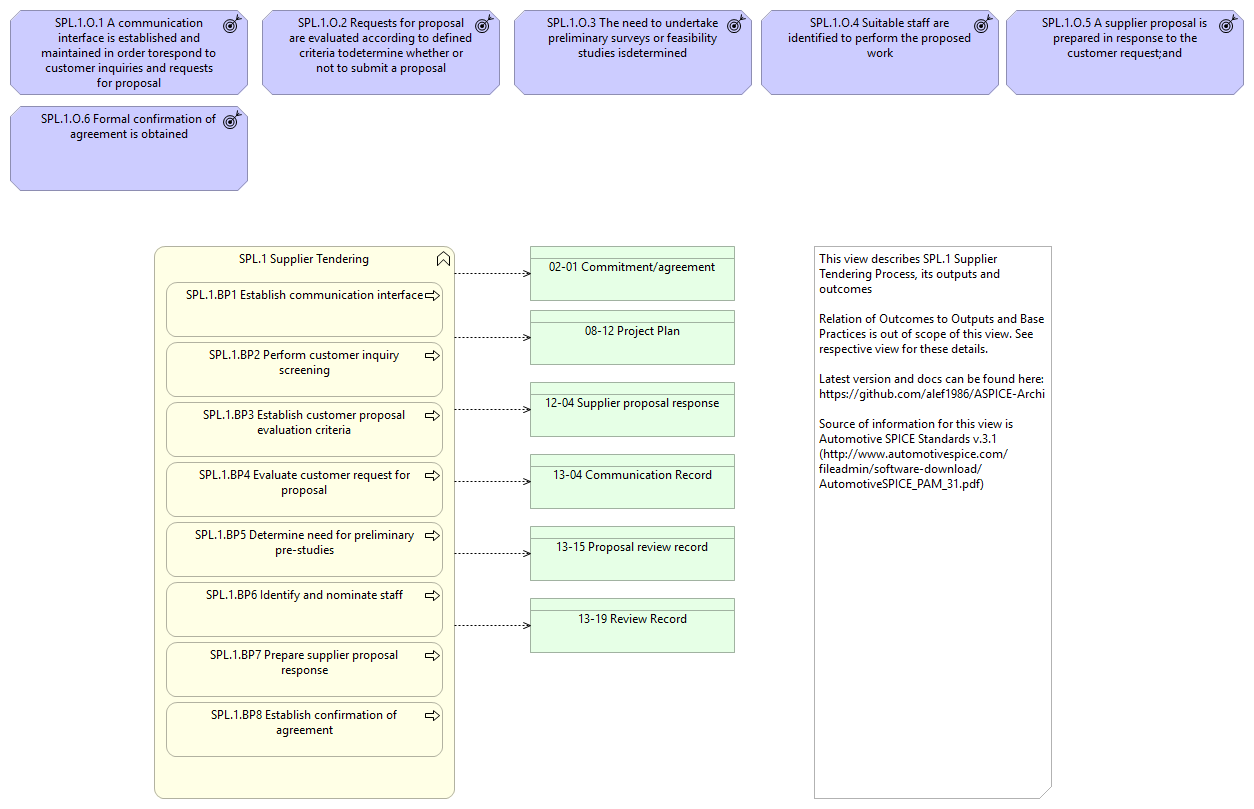 SPL.1.O.1 A communication
interface is established and
maintained in order torespond to
customer inquiries and requests
for proposal
SPL.1.O.2 Requests for proposal
are evaluated according to defined
criteria todetermine whether or
not to submit a proposal
SPL.1.O.3 The need to undertake
preliminary surveys or feasibility
studies isdetermined
SPL.1.O.4 Suitable staff are
identified to perform the proposed
work
SPL.1.O.5 A supplier proposal is
prepared in response to the
customer request;and
SPL.1.O.6 Formal confirmation of
agreement is obtained
SPL.1 Supplier Tendering
SPL.1.BP1 Establish communication interface
SPL.1.BP2 Perform customer inquiry
screening
SPL.1.BP3 Establish customer proposal
evaluation criteria
SPL.1.BP4 Evaluate customer request for
proposal
SPL.1.BP5 Determine need for preliminary
pre-studies
SPL.1.BP6 Identify and nominate staff
SPL.1.BP7 Prepare supplier proposal
response
SPL.1.BP8 Establish confirmation of
agreement
02-01 Commitment/agreement
08-12 Project Plan
12-04 Supplier proposal response
13-04 Communication Record
13-15 Proposal review record
13-19 Review Record
This view describes SPL.1 Supplier
Tendering Process, its outputs and
outcomes
Relation of Outcomes to Outputs and Base
Practices is out of scope of this view. See
respective view for these details.
Latest version and docs can be found here:
https://github.com/alef1986/ASPICE-Archi
Source of information for this view is
Automotive SPICE Standards v.3.1
(http://www.automotivespice.com/
fileadmin/software-download/
AutomotiveSPICE_PAM_31.pdf)